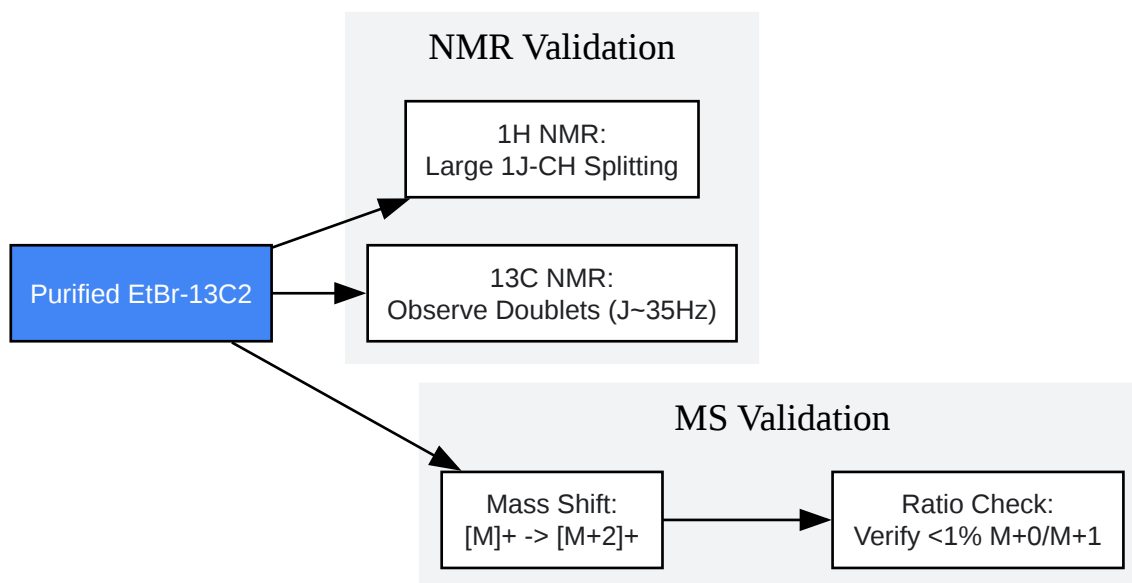 NMR Validation
1H NMR:
Large 1J-CH Splitting
Purified EtBr-13C2
13C NMR:
Observe Doublets (J~35Hz)
MS Validation
Mass Shift:
[M]+ -> [M+2]+
Ratio Check:
Verify <1% M+0/M+1